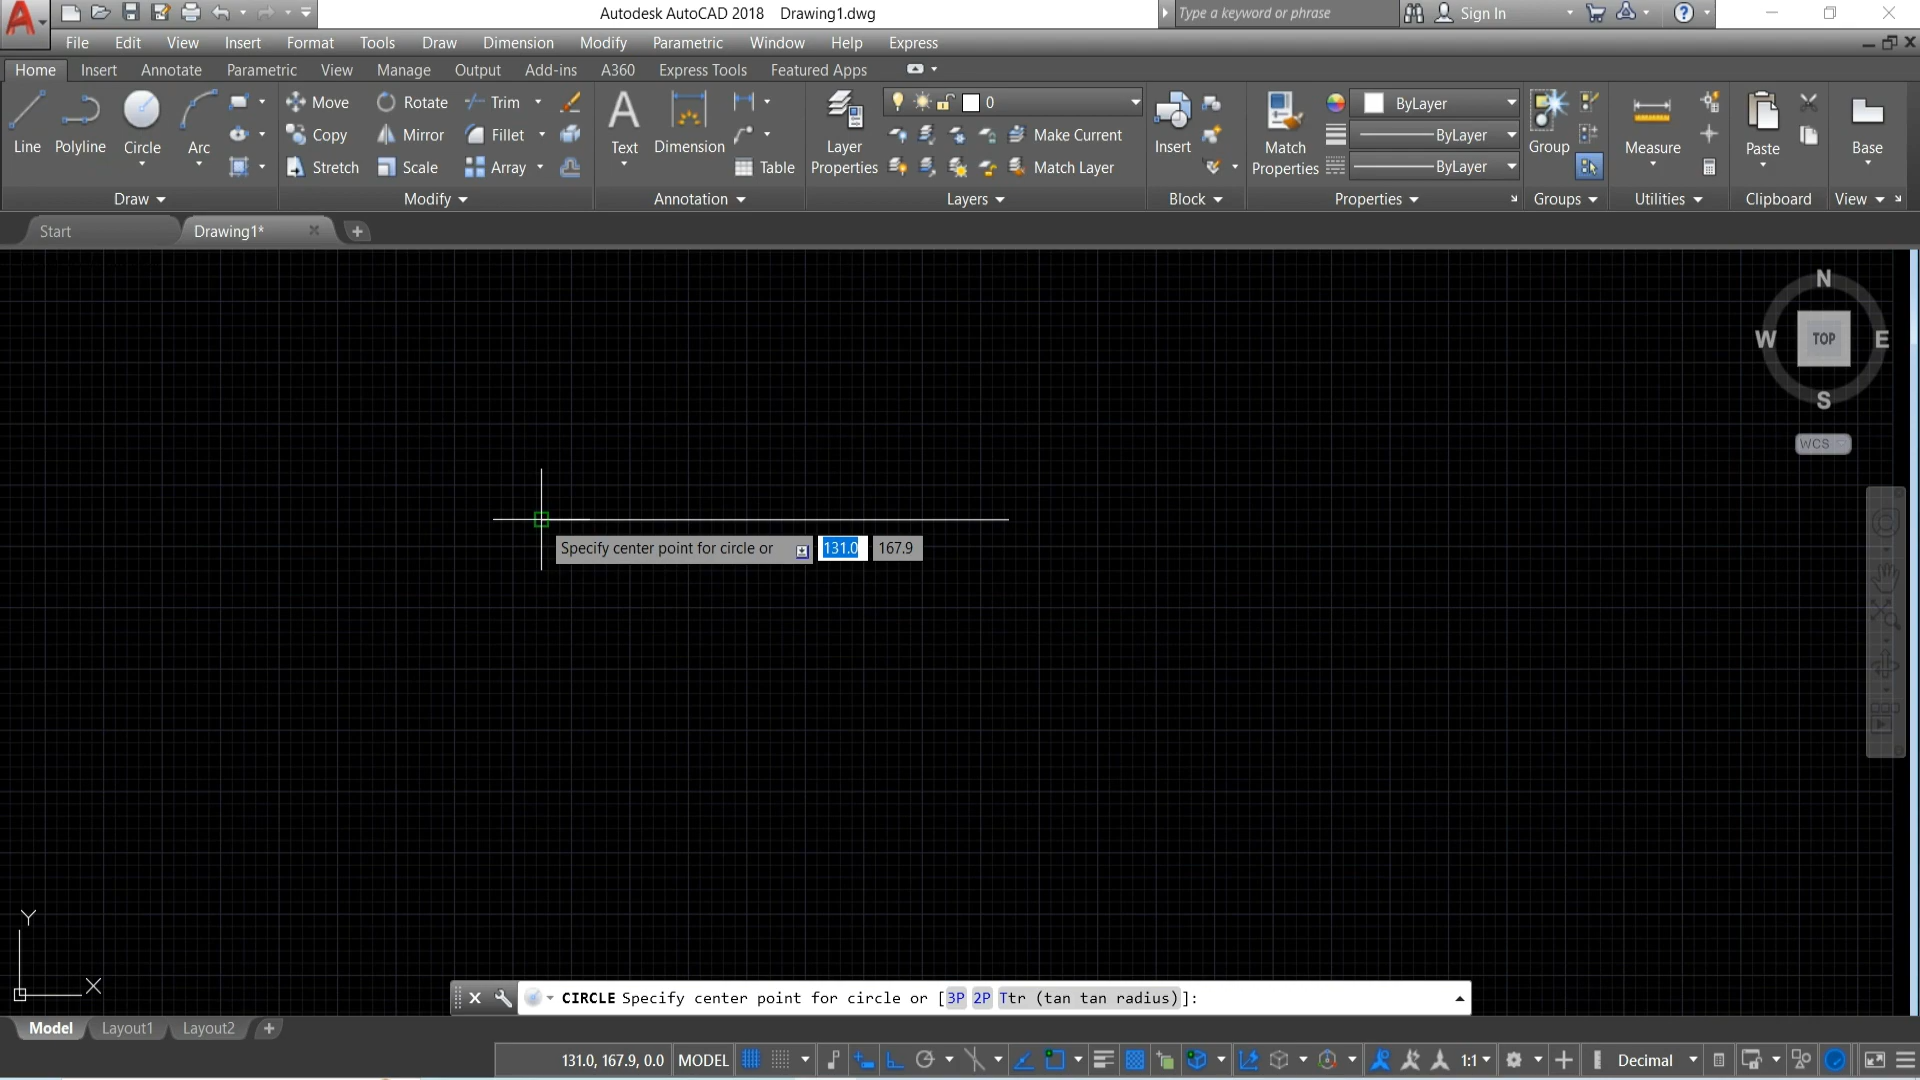 Autodesk AutoCAD 2018 Drawing1.dwg
Type a keyword or phrase
Sign In
File Edit View Insert Format Tools Draw Dimension Modify Parametric Window Help Express
Home Insert Annotate Parametric View Manage Output Add-ins A360 Express Tools Featured Apps
Line Polyline Circle Arc
Move Rotate Trim
Copy Mirror Fillet
Stretch Scale Array
Text Dimension Table
Layer Properties
0
Make Current
Match Layer
Insert
Match Properties
ByLayer
ByLayer
ByLayer
Group Measure Paste Base
Draw Modify Annotation Layers Block Properties Groups Utilities Clipboard View
Start Drawing1*
N
W TOP E
S
WCS
Specify center point for circle or 131.0 167.9
Y
X
CIRCLE Specify center point for circle or [3P 2P Ttr (tan tan radius)]:
Model Layout1 Layout2
131.0, 167.9, 0.0 MODEL 1:1 Decimal